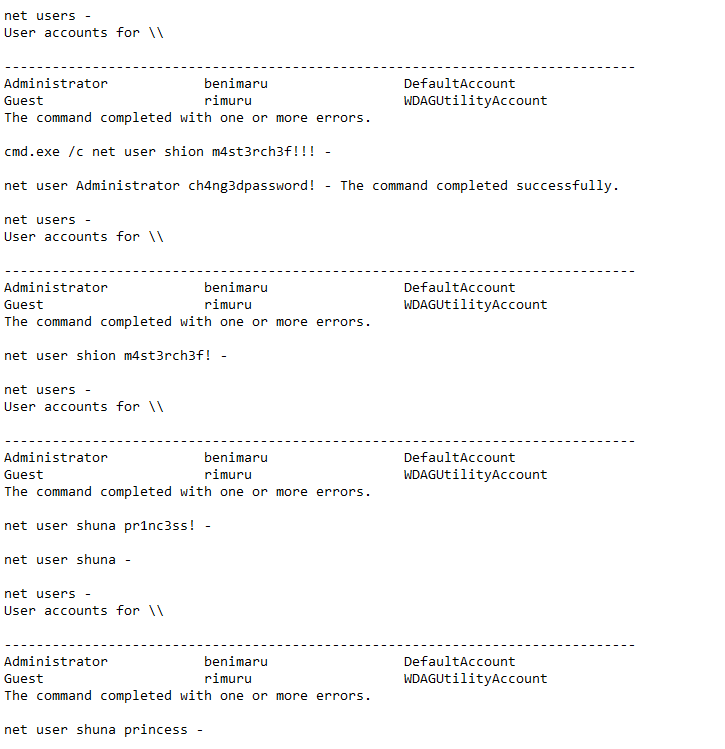 net users -
User accounts for \\
-------------------------------------------------------------------------------
Administrator            benimaru                 DefaultAccount
Guest                    rimuru                   WDAGUtilityAccount
The command completed with one or more errors.
cmd.exe /c net user shion m4st3rch3f!!! -
net user Administrator ch4ng3dpassword! - The command completed successfully.
net users -
User accounts for \\
-------------------------------------------------------------------------------
Administrator            benimaru                 DefaultAccount
Guest                    rimuru                   WDAGUtilityAccount
The command completed with one or more errors.
net user shion m4st3rch3f! -
net users -
User accounts for \\
-------------------------------------------------------------------------------
Administrator            benimaru                 DefaultAccount
Guest                    rimuru                   WDAGUtilityAccount
The command completed with one or more errors.
net user shuna pr1nc3ss! -
net user shuna -
net users -
User accounts for \\
-------------------------------------------------------------------------------
Administrator            benimaru                 DefaultAccount
Guest                    rimuru                   WDAGUtilityAccount
The command completed with one or more errors.
net user shuna princess -